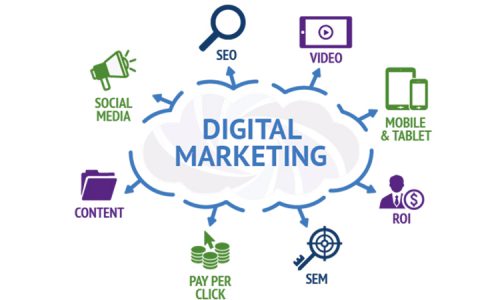 SEO
VIDEO
SOCIAL
MEDIA
MOBILE
& TABLET
DIGITAL
MARKETING
CONTENT
$
ROI
PAY PER
CLICK
SEM